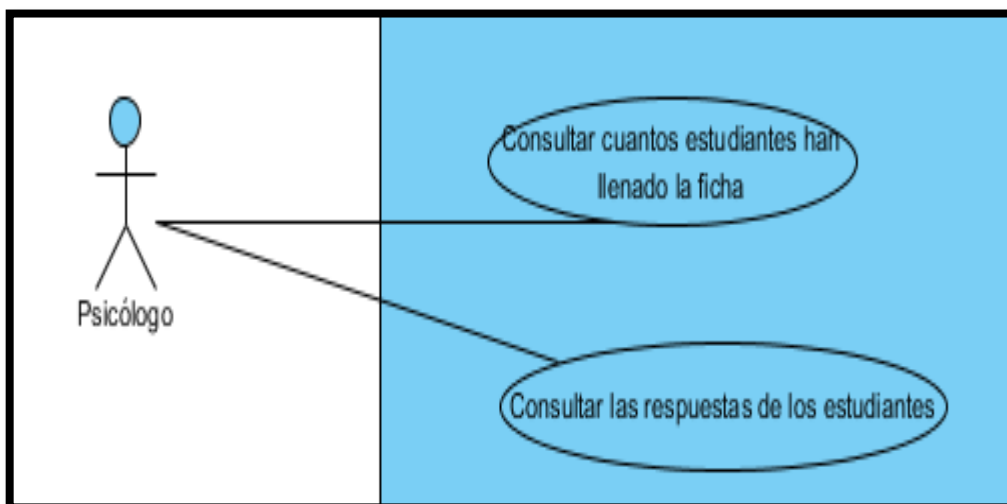 Consultar cuantos estudiantes han
llenado la ficha
Psicólogo
Consultar las respuestas de los estudiantes